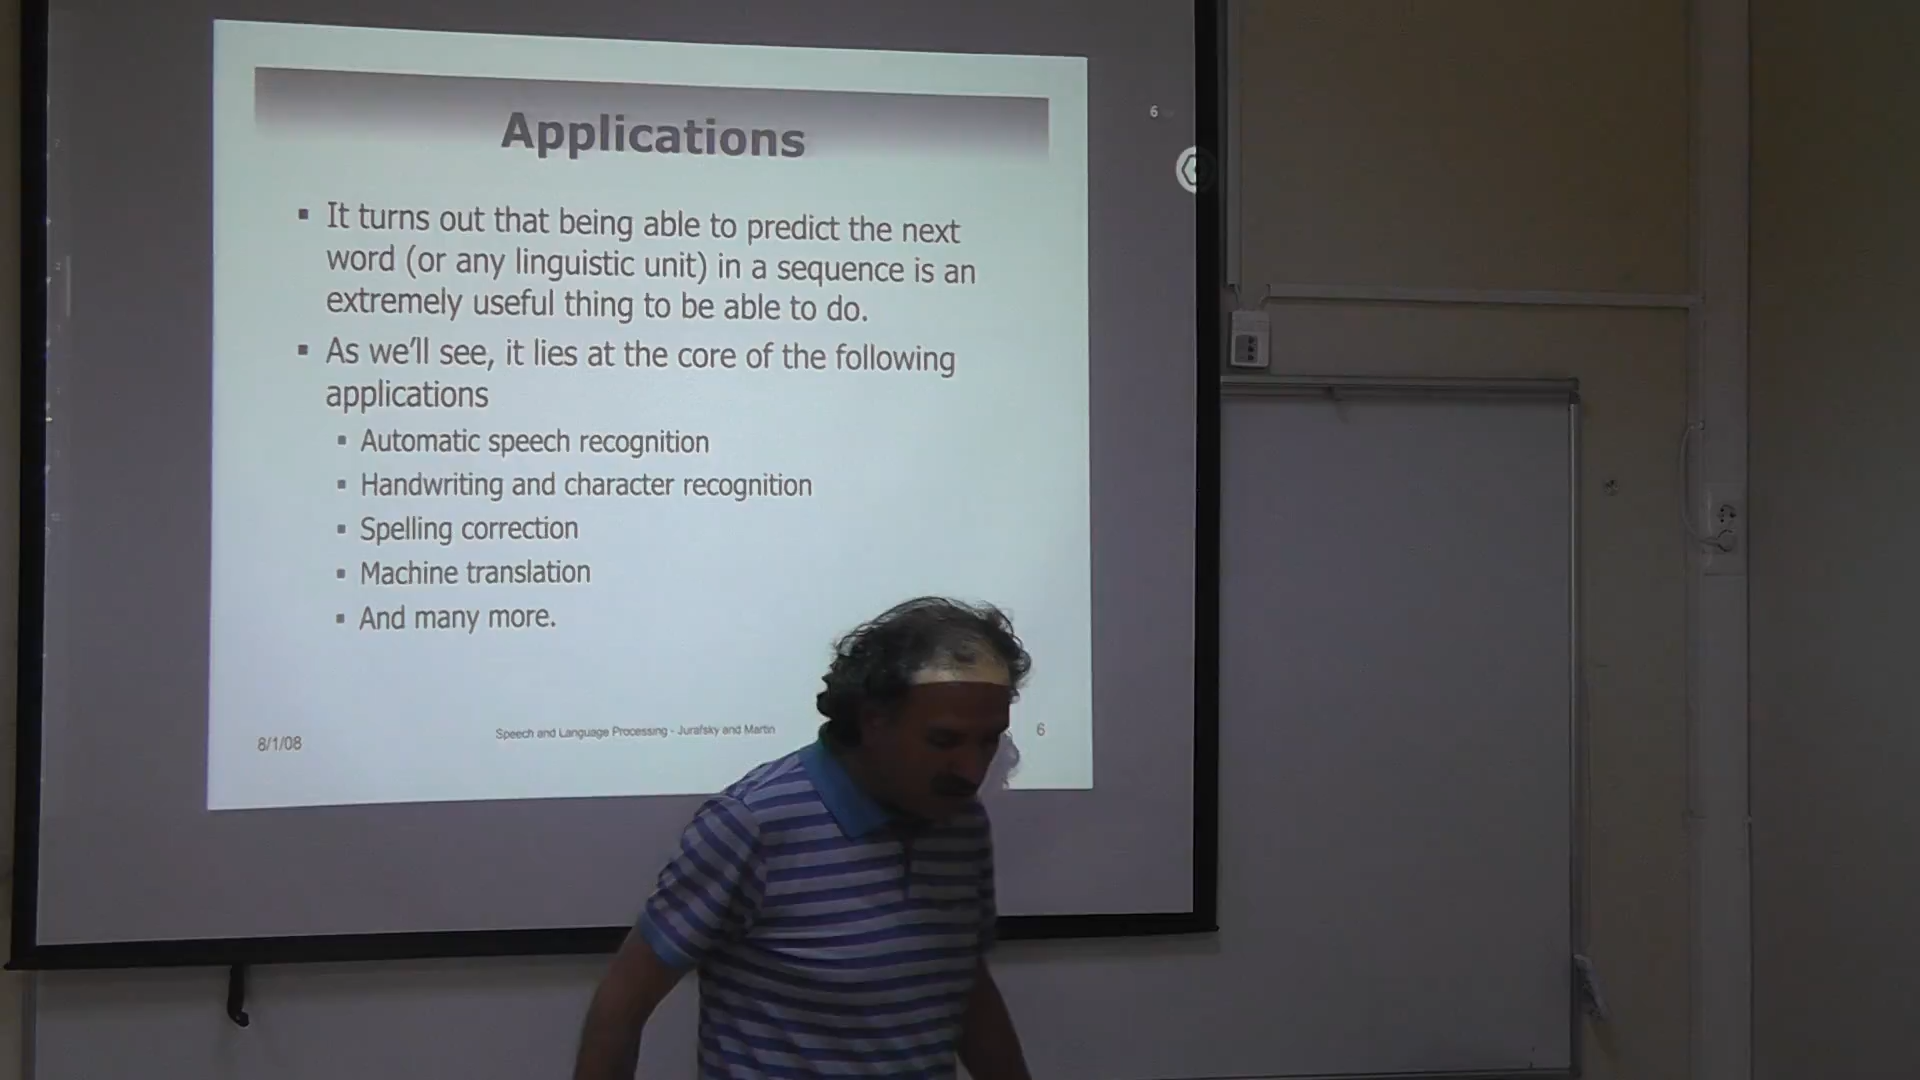 Applications
6
▪ It turns out that being able to predict the next
word (or any linguistic unit) in a sequence is an
extremely useful thing to be able to do.
▪ As we'll see, it lies at the core of the following
applications
▪ Automatic speech recognition
▪ Handwriting and character recognition
▪ Spelling correction
▪ Machine translation
▪ And many more.
8/1/08
Speech and Language Processing - Jurafsky and Martin
6